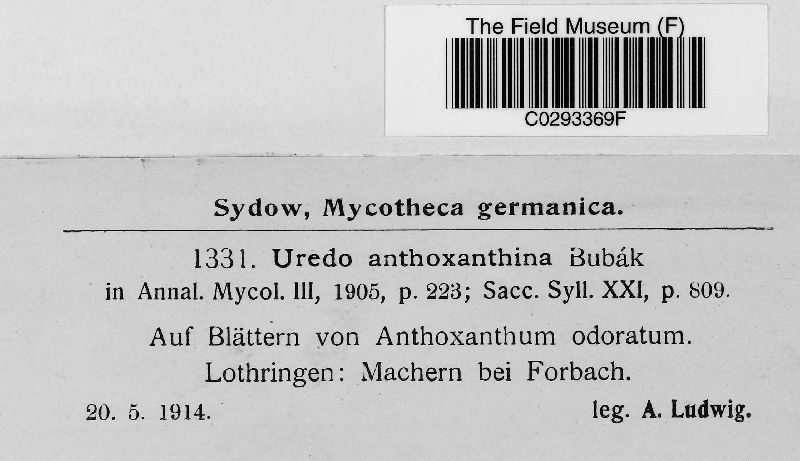 The Field Museum (F)
C0293369F
Sydow, Mycotheca germanica.
1331. Uredo anthoxanthina Bubák
in Annal. Mycol. III, 1905, p. 223; Sacc. Syll. XXI, p. 809.
Auf Blättern von Anthoxanthum odoratum.
Lothringen: Machern bei Forbach.
20. 5. 1914. leg. A. Ludwig.